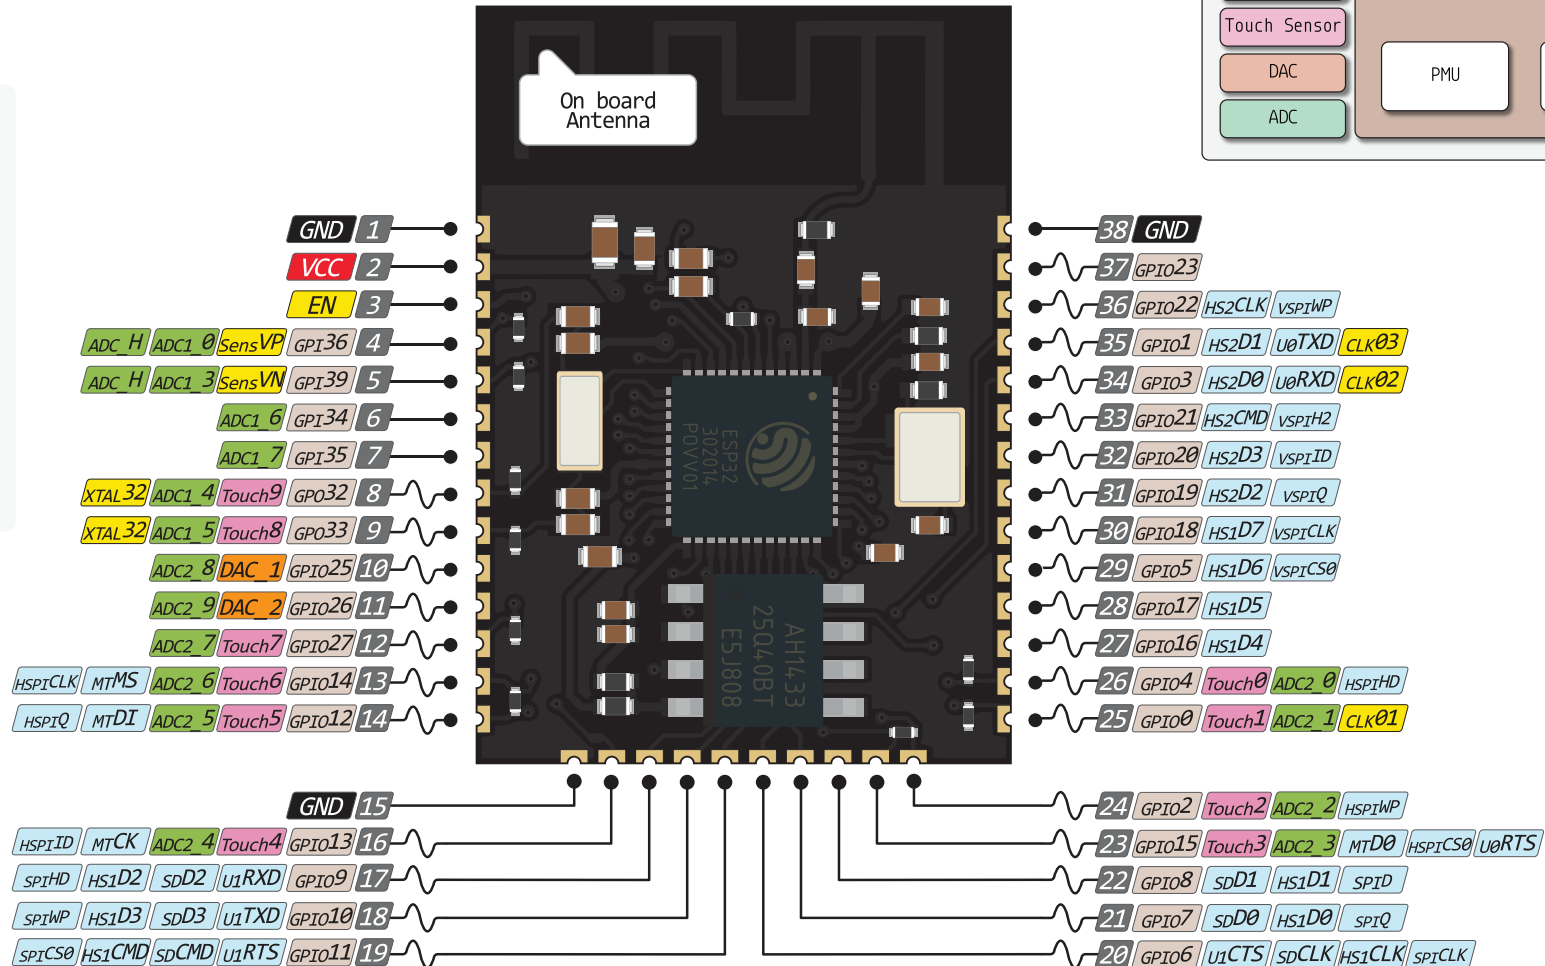 Touch Sensor
DAC
ADC
PMU
On board
Antenna
GND 1
VCC 2
EN 3
ADC_H ADC1_0 SensVP GPI36 4
ADC_H ADC1_3 SensVN GPI39 5
ADC1_6 GPI34 6
ADC1_7 GPI35 7
XTAL32 ADC1_4 Touch9 GPO32 8
XTAL32 ADC1_5 Touch8 GPO33 9
ADC2_8 DAC_1 GPIO25 10
ADC2_9 DAC_2 GPIO26 11
ADC2_7 Touch7 GPIO27 12
HSPICLK MTMS ADC2_6 Touch6 GPIO14 13
HSPIQ MTDI ADC2_5 Touch5 GPIO12 14
ESP32
302014
POVV01
AH1433
25Q40BT
E5J808
38 GND
37 GPIO23
36 GPIO22 HS2CLK VSPIWP
35 GPIO1 HS2D1 U0TXD CLK03
34 GPIO3 HS2D0 U0RXD CLK02
33 GPIO21 HS2CMD VSPIH2
32 GPIO20 HS2D3 VSPIID
31 GPIO19 HS2D2 VSPIQ
30 GPIO18 HS1D7 VSPICLK
29 GPIO5 HS1D6 VSPICS0
28 GPIO17 HS1D5
27 GPIO16 HS1D4
26 GPIO4 Touch0 ADC2_0 HSPIHD
25 GPIO0 Touch1 ADC2_1 CLK01
GND 15
HSPIID MTCK ADC2_4 Touch4 GPIO13 16
SPIHD HS1D2 SDD2 U1RXD GPIO9 17
SPIWP HS1D3 SDD3 U1TXD GPIO10 18
SPICS0 HS1CMD SDCMD U1RTS GPIO11 19
24 GPIO2 Touch2 ADC2_2 HSPIWP
23 GPIO15 Touch3 ADC2_3 MTD0 HSPICS0 U0RTS
22 GPIO8 SDD1 HS1D1 SPID
21 GPIO7 SDD0 HS1D0 SPIQ
20 GPIO6 U1CTS SDCLK HS1CLK SPICLK